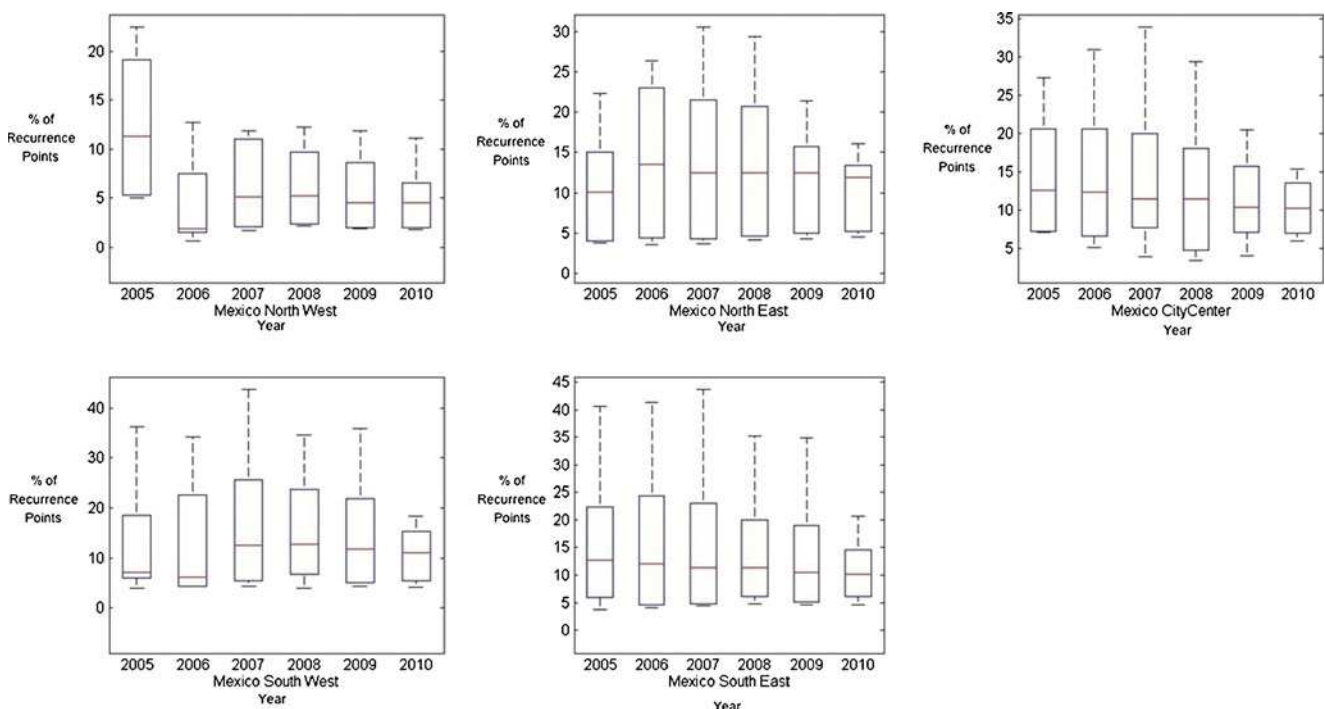 20
15
% of
Recurrence
10
Points
5
0
2005 2006 2007 2008 2009 2010
Mexico North West
Year
30
25
% of
20
Recurrence
Points
15
10
5
0
2005 2006 2007 2008 2009 2010
Mexico North East
Year
35
30
25
% of
20
Recurrence
Points
15
10
5
2005 2006 2007 2008 2009 2010
Mexico CityCenter
Year
40
30
% of
Recurrence
20
Points
10
0
2005 2006 2007 2008 2009 2010
Mexico South West
Year
45
40
35
30
% of
25
Recurrence
20
Points
15
10
5
0
2005 2006 2007 2008 2009 2010
Mexico South East
Year